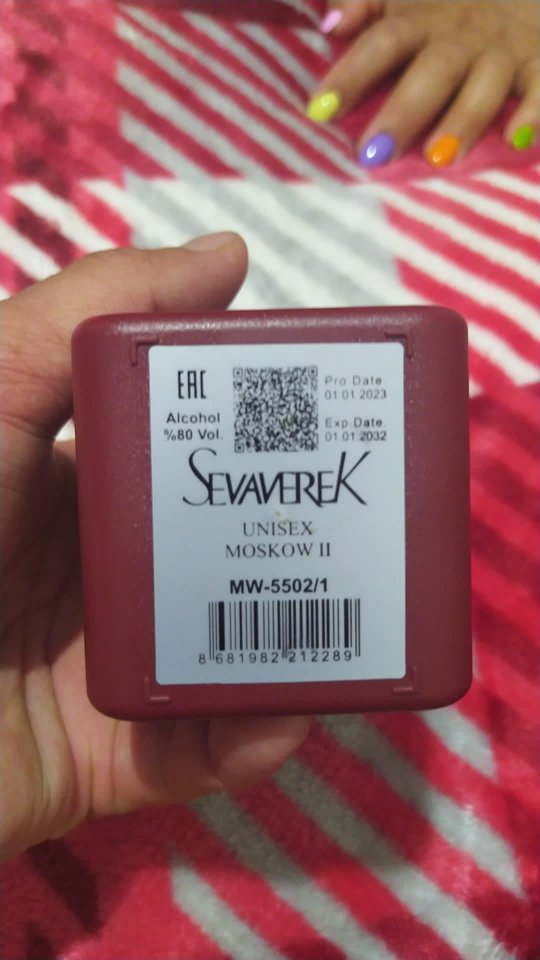 EAC
Alcohol
%80 Vol.
Pro Date
01.01.2023
Exp.Date
01.01.2032
SEVAVEREK
UNISEX
MOSKOW II
MW-5502/1
8 681982 212289